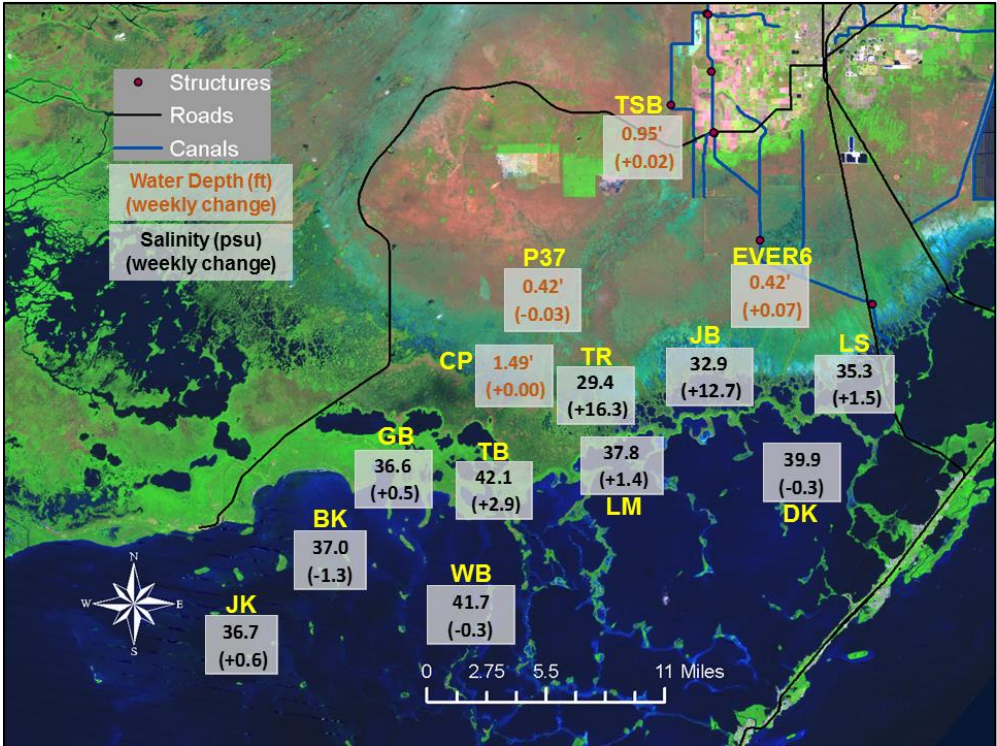 Structures
Roads
Canals
Water Depth (ft)
(weekly change)
Salinity (psu)
(weekly change)
TSB
0.95'
(+0.02)
P37
0.42'
(-0.03)
EVER6
0.42'
(+0.07)
CP
1.49'
(+0.00)
TR
29.4
(+16.3)
JB
32.9
(+12.7)
LS
35.3
(+1.5)
GB
36.6
(+0.5)
TB
42.1
(+2.9)
37.8
(+1.4)
LM
39.9
(-0.3)
DK
BK
37.0
(-1.3)
WB
41.7
(-0.3)
JK
36.7
(+0.6)
N
W E
S
0 2.75 5.5 11 Miles